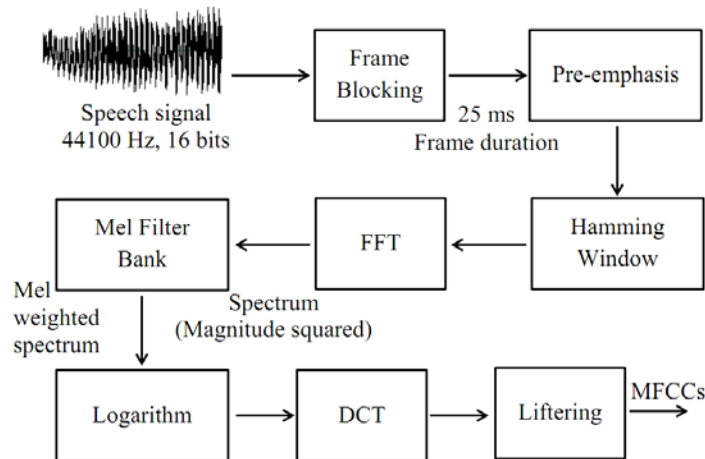 Speech signal
44100 Hz, 16 bits
Frame
Blocking
25 ms
Frame duration
Pre-emphasis
Hamming
Window
FFT
Spectrum
(Magnitude squared)
Mel Filter
Bank
Mel
weighted
spectrum
Logarithm
DCT
Liftering
MFCCs